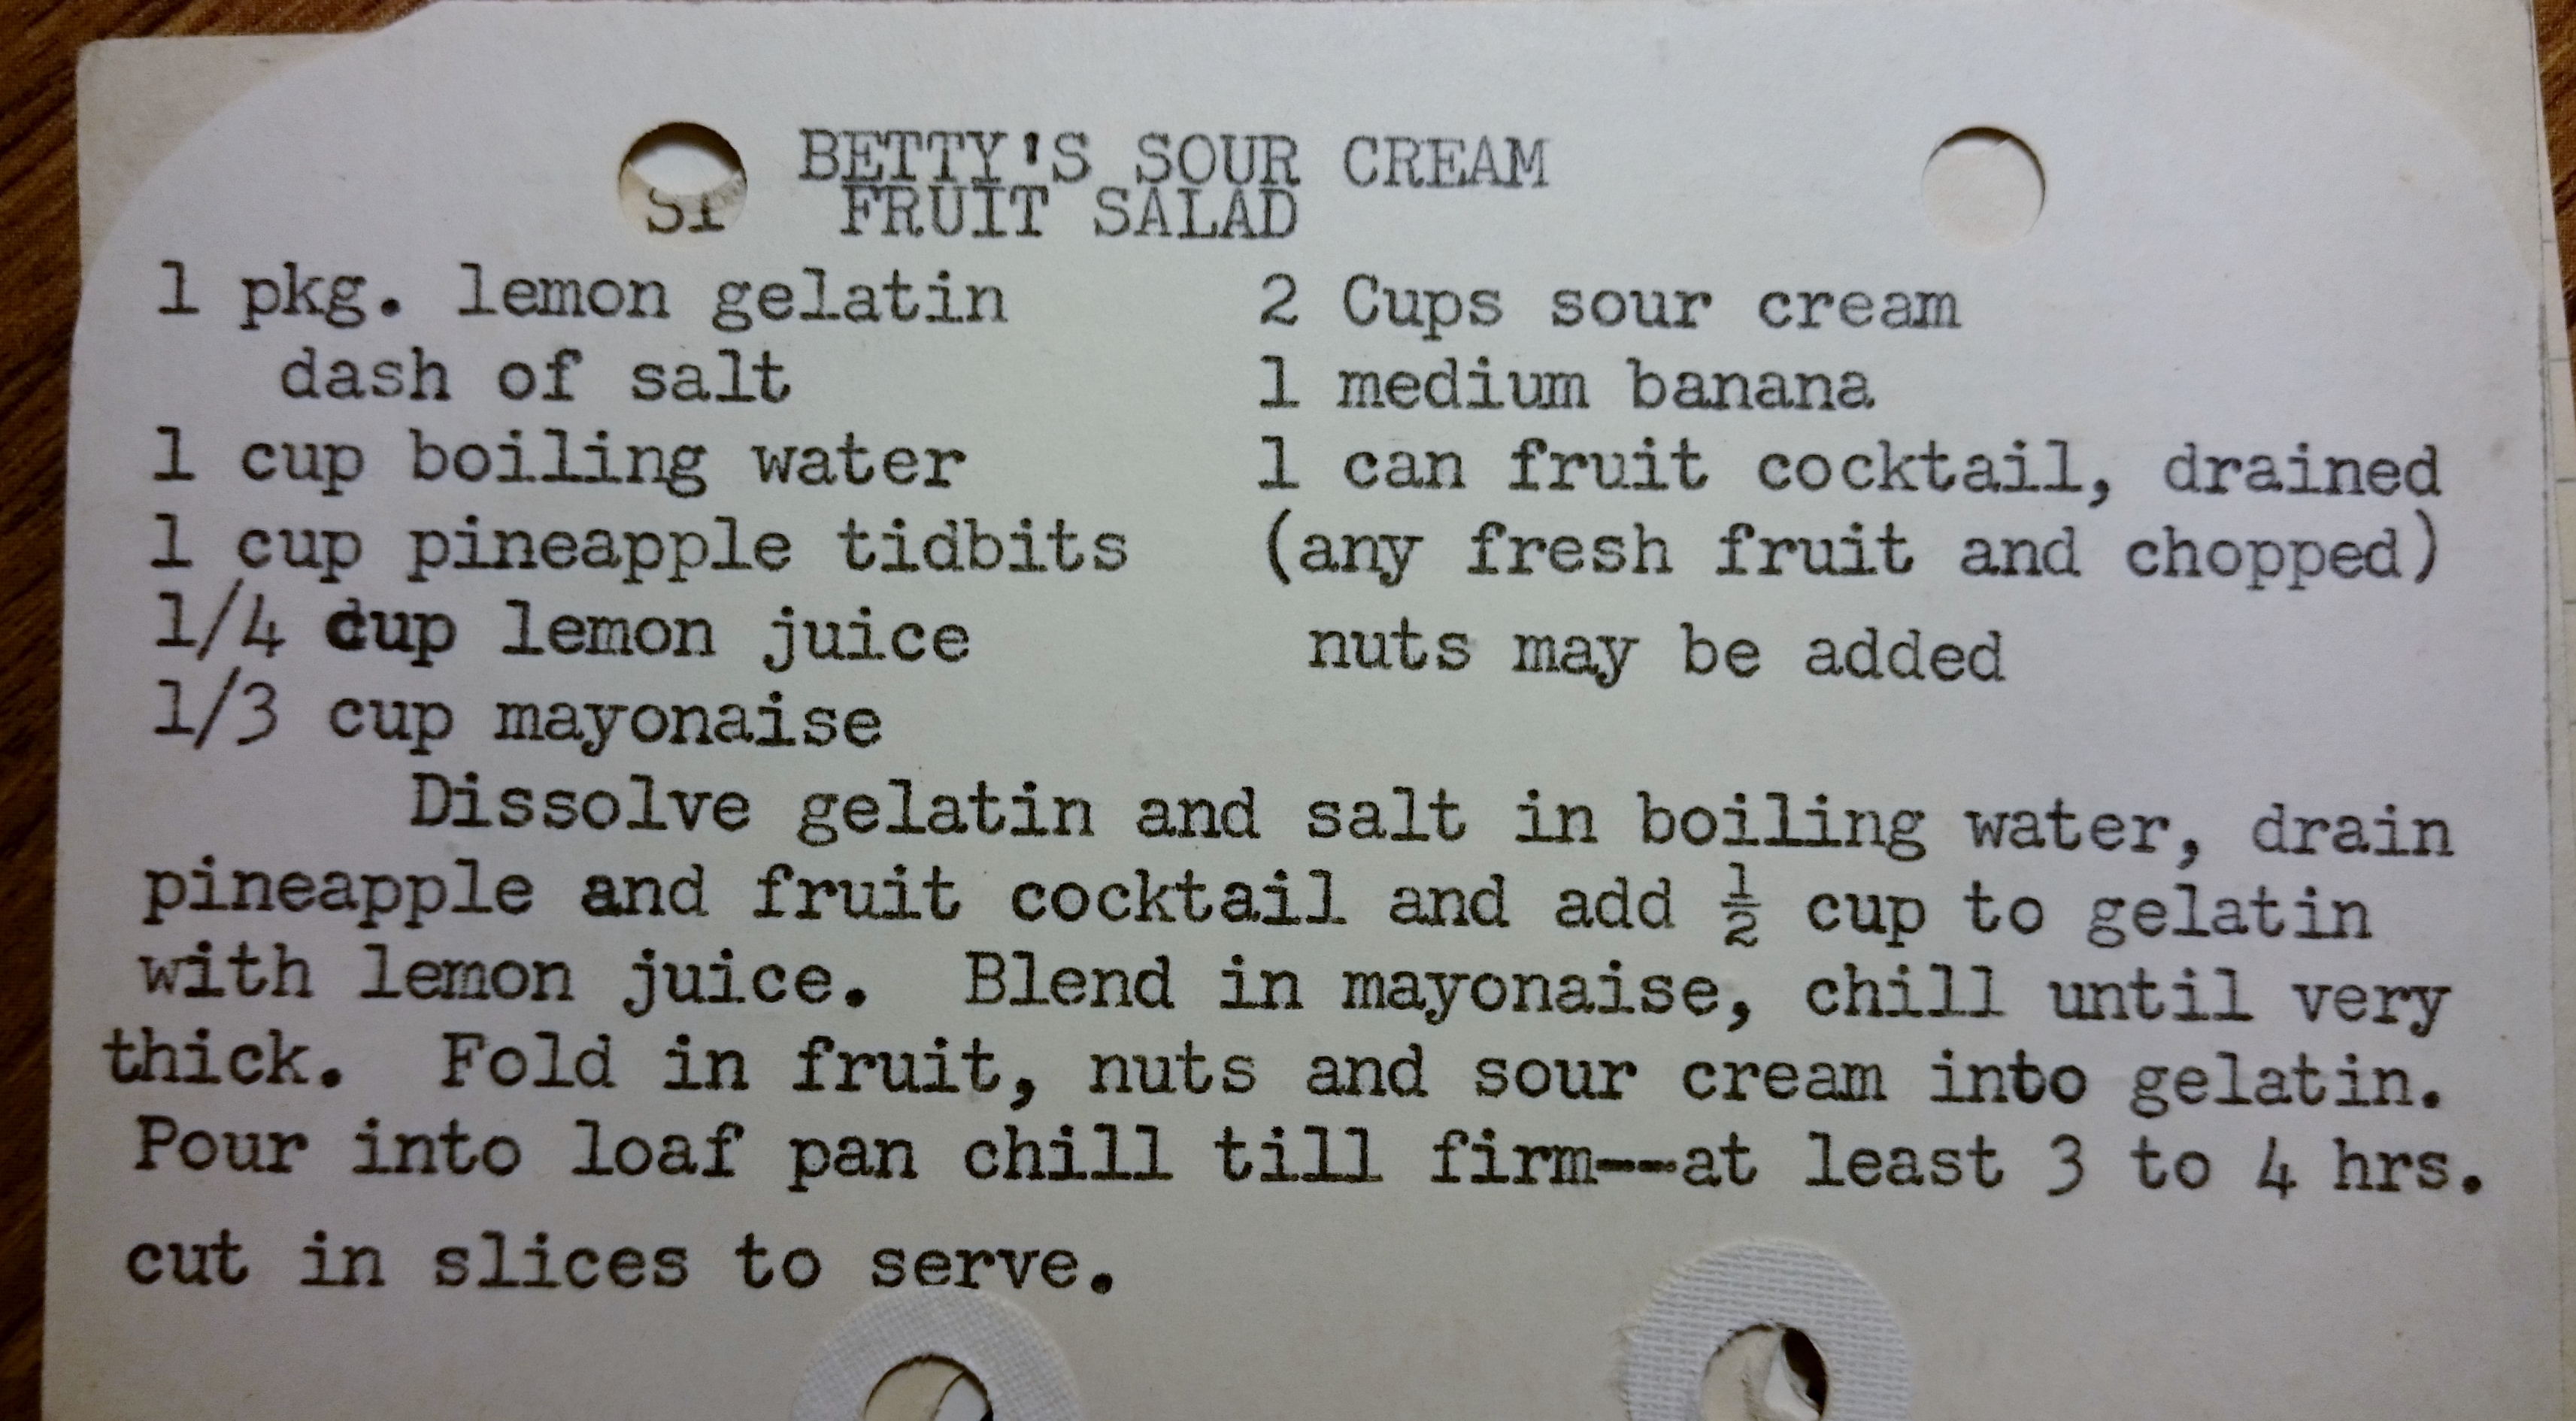 BETTY'S SOUR CREAM
FRUIT SALAD
1 pkg. lemon gelatin
dash of salt
1 cup boiling water
1 cup pineapple tidbits
1/4 cup lemon juice
1/3 cup mayonaise
2 Cups sour cream
1 medium banana
1 can fruit cocktail, drained
(any fresh fruit and chopped)
nuts may be added
Dissolve gelatin and salt in boiling water, drain
pineapple and fruit cocktail and add ½ cup to gelatin
with lemon juice.  Blend in mayonaise, chill until very
thick.  Fold in fruit, nuts and sour cream into gelatin.
Pour into loaf pan chill till firm--at least 3 to 4 hrs.
cut in slices to serve.